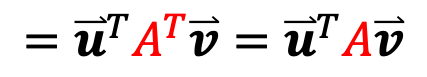 = u⃗ᵀAᵀv⃗ = u⃗ᵀAv⃗